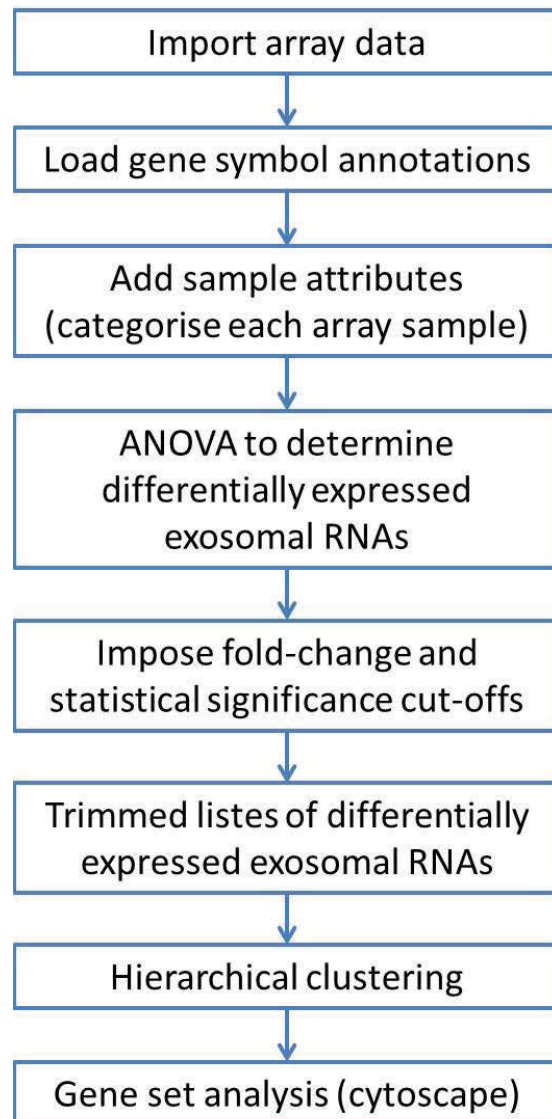 Import array data
Load gene symbol annotations
Add sample attributes
(categorise each array sample)
ANOVA to determine
differentially expressed
exosomal RNAs
Impose fold-change and
statistical significance cut-offs
Trimmed listes of differentially
expressed exosomal RNAs
Hierarchical clustering
Gene set analysis (cytoscape)